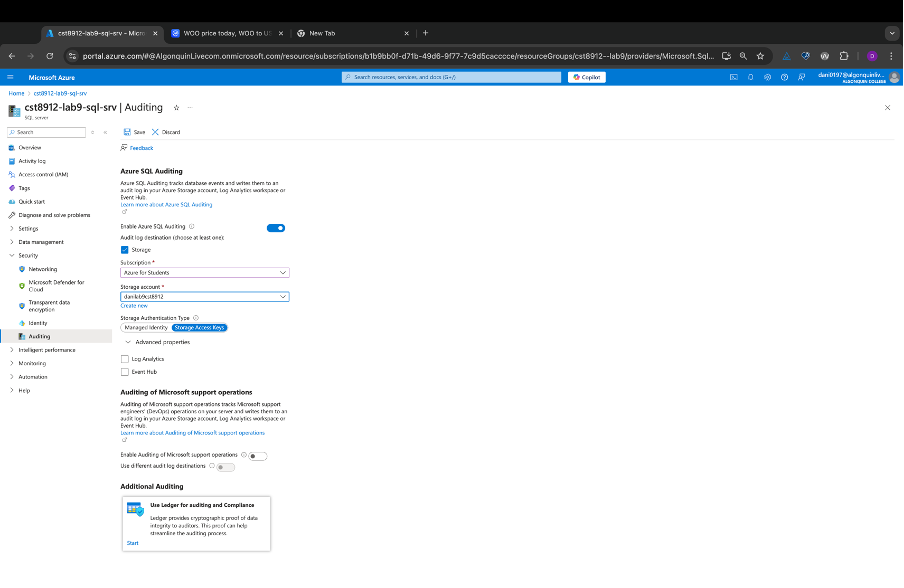 cst8912-lab9-sql-srv - Micro
WOO price today, WOO to US
New Tab
portal.azure.com/#@AlgonquinLivecom.onmicrosoft.com/resource/subscriptions/b1b9bb0f-d71b-49d6-9f77-7c9d5cacccce/resourceGroups/cst8912--lab9/providers/Microsoft.Sql...
D
Microsoft Azure
Search resources, services, and docs (G+/)
Copilot
dani0197@algonquinliv...
ALGONQUIN COLLEGE
Home > cst8912-lab9-sql-srv
cst8912-lab9-sql-srv | Auditing
SQL server
Search
Save
Discard
Feedback
Overview
Activity log
Access control (IAM)
Tags
Quick start
Diagnose and solve problems
Settings
Data management
Security
Networking
Microsoft Defender for
Cloud
Transparent data
encryption
Identity
Auditing
Intelligent performance
Monitoring
Automation
Help
Azure SQL Auditing
Azure SQL Auditing tracks database events and writes them to an
audit log in your Azure Storage account, Log Analytics workspace or
Event Hub.
Learn more about Azure SQL Auditing
Enable Azure SQL Auditing
Audit log destination (choose at least one):
Storage
Subscription *
Azure for Students
Storage account *
danilab9cst8912
Create new
Storage Authentication Type
Managed Identity
Storage Access Keys
Advanced properties
Log Analytics
Event Hub
Auditing of Microsoft support operations
Auditing of Microsoft support operations tracks Microsoft support
engineers' (DevOps) operations on your server and writes them to an
audit log in your Azure Storage account, Log Analytics workspace or
Event Hub.
Learn more about Auditing of Microsoft support operations
Enable Auditing of Microsoft support operations
Use different audit log destinations
Additional Auditing
Use Ledger for auditing and Compliance
Ledger provides cryptographic proof of data
integrity to auditors. This proof can help
streamline the auditing process.
Start